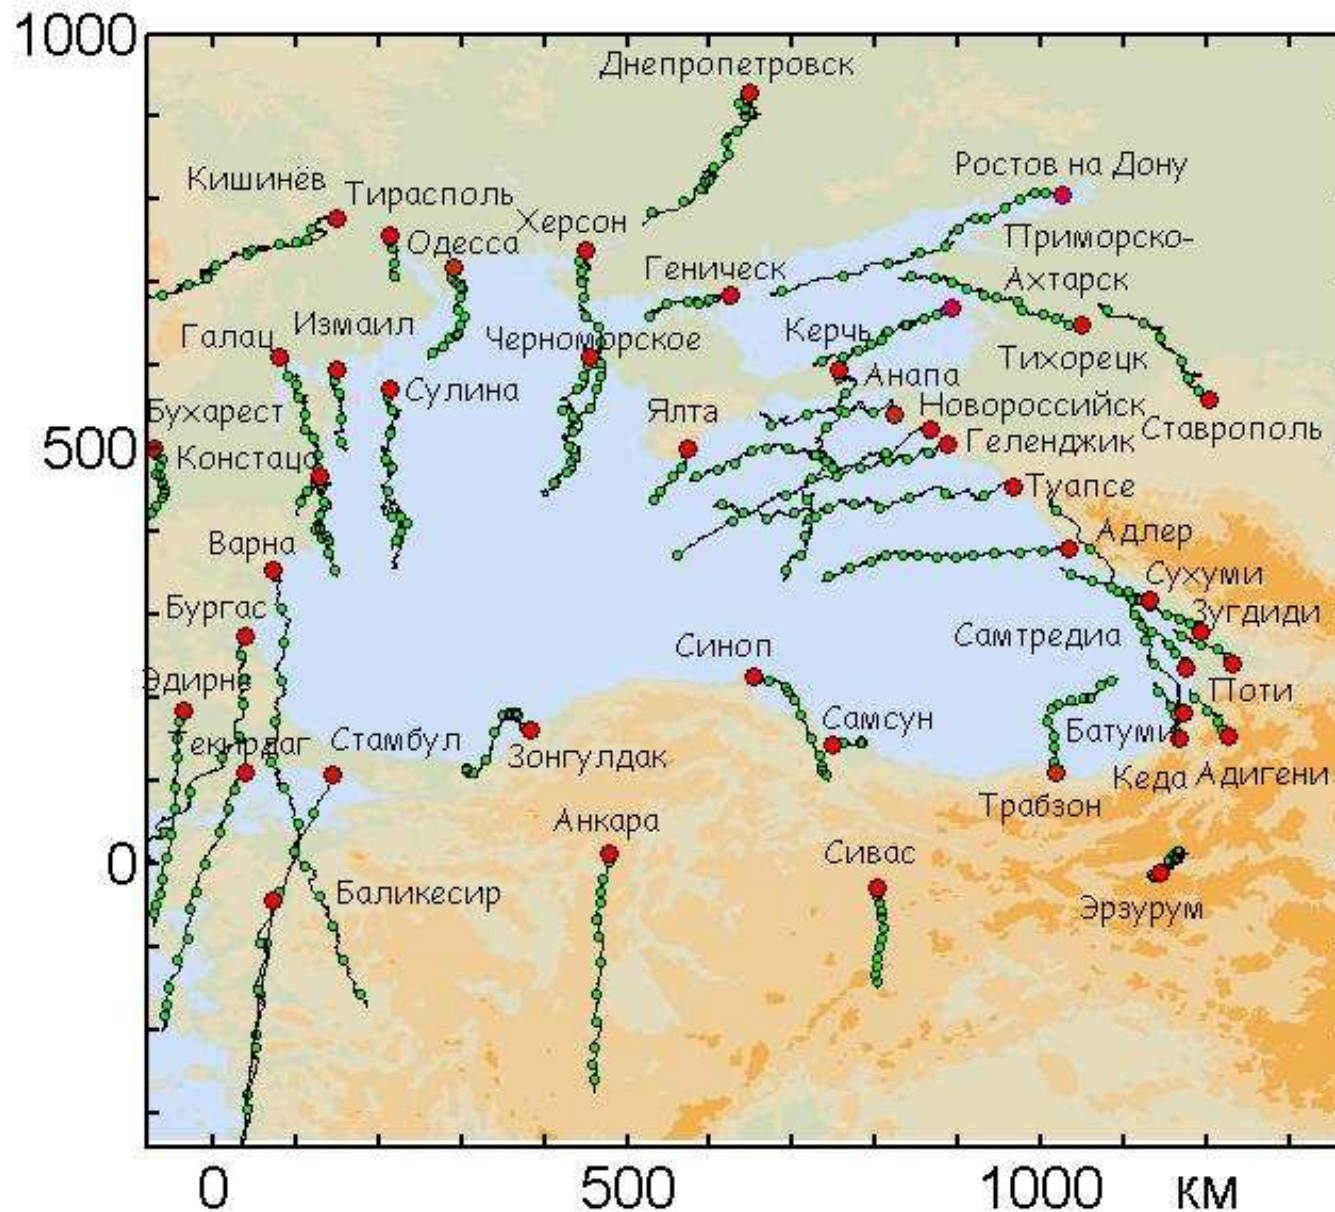 1000
Днепропетровск
Ростов на Дону
Кишинёв
Тирасполь
Херсон
Одесса
Приморско-
Ахтарск
Геническ
Измаил
Галац
Черноморское
Керчь
Тихорецк
Анапа
Сулина
Бухарест
Ялта
Новороссийск
Ставрополь
500
Констаца
Геленджик
Туапсе
Варна
Адлер
Сухуми
Бургас
Зугдиди
Синоп
Самтредиа
Эдирне
Поти
Текирдаг
Стамбул
Самсун
Батуми
Зонгулдак
Кеда
Адигени
Трабзон
Анкара
Сивас
0
Баликесир
Эрзурум
0
500
1000
км